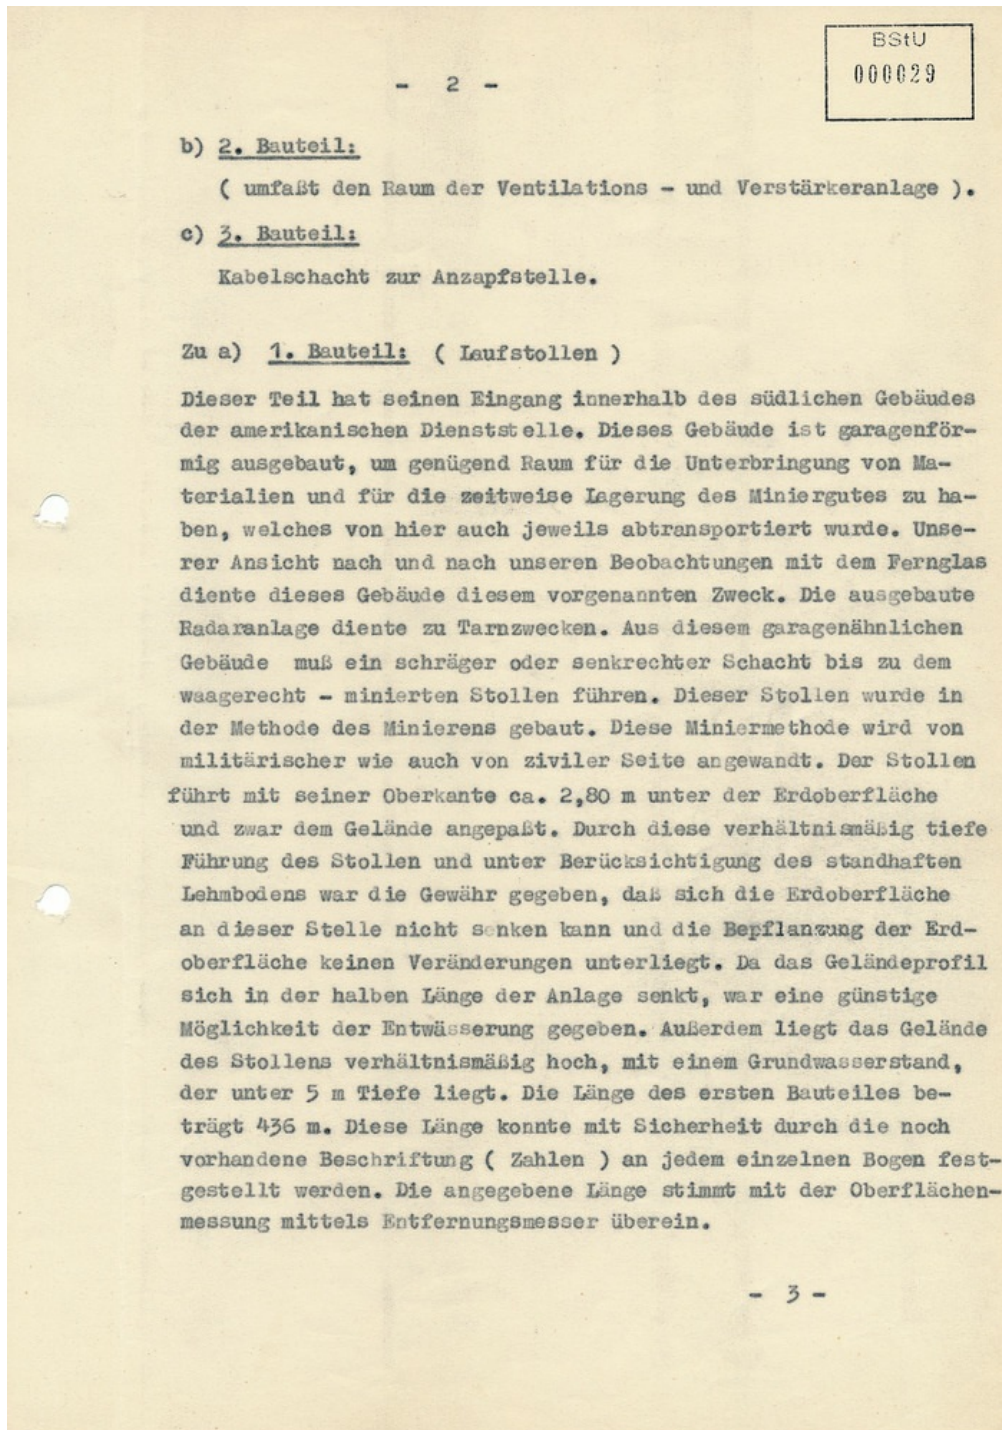 BStU
000029
- 2 -
b) 2. Bauteil:
( umfaßt den Raum der Ventilations - und Verstärkeranlage ).
c) 3. Bauteil:
Kabelschacht zur Anzapfstelle.
Zu a) 1. Bauteil: ( Laufstollen )
Dieser Teil hat seinen Eingang innerhalb des südlichen Gebäudes
der amerikanischen Dienststelle. Dieses Gebäude ist garagenför-
mig ausgebaut, um genügend Raum für die Unterbringung von Ma-
terialien und für die zeitweise Lagerung des Miniergutes zu ha-
ben, welches von hier auch jeweils abtransportiert wurde. Unse-
rer Ansicht nach und nach unseren Beobachtungen mit dem Fernglas
diente dieses Gebäude diesem vorgenannten Zweck. Die ausgebaute
Radaranlage diente zu Tarnzwecken. Aus diesem garagenähnlichen
Gebäude muß ein schräger oder senkrechter Schacht bis zu dem
waagerecht - minierten Stollen führen. Dieser Stollen wurde in
der Methode des Minierens gebaut. Diese Miniermethode wird von
militärischer wie auch von ziviler Seite angewandt. Der Stollen
führt mit seiner Oberkante ca. 2,80 m unter der Erdoberfläche
und zwar dem Gelände angepaßt. Durch diese verhältnismäßig tiefe
Führung des Stollen und unter Berücksichtigung des standhaften
Lehmbodens war die Gewähr gegeben, daß sich die Erdoberfläche
an dieser Stelle nicht senken kann und die Bepflanzung der Erd-
oberfläche keinen Veränderungen unterliegt. Da das Geländeprofil
sich in der halben Länge der Anlage senkt, war eine günstige
Möglichkeit der Entwässerung gegeben. Außerdem liegt das Gelände
des Stollens verhältnismäßig hoch, mit einem Grundwasserstand,
der unter 5 m Tiefe liegt. Die Länge des ersten Bauteiles be-
trägt 436 m. Diese Länge konnte mit Sicherheit durch die noch
vorhandene Beschriftung ( Zahlen ) an jedem einzelnen Bogen fest-
gestellt werden. Die angegebene Länge stimmt mit der Oberflächen-
messung mittels Entfernungsmesser überein.
- 3 -